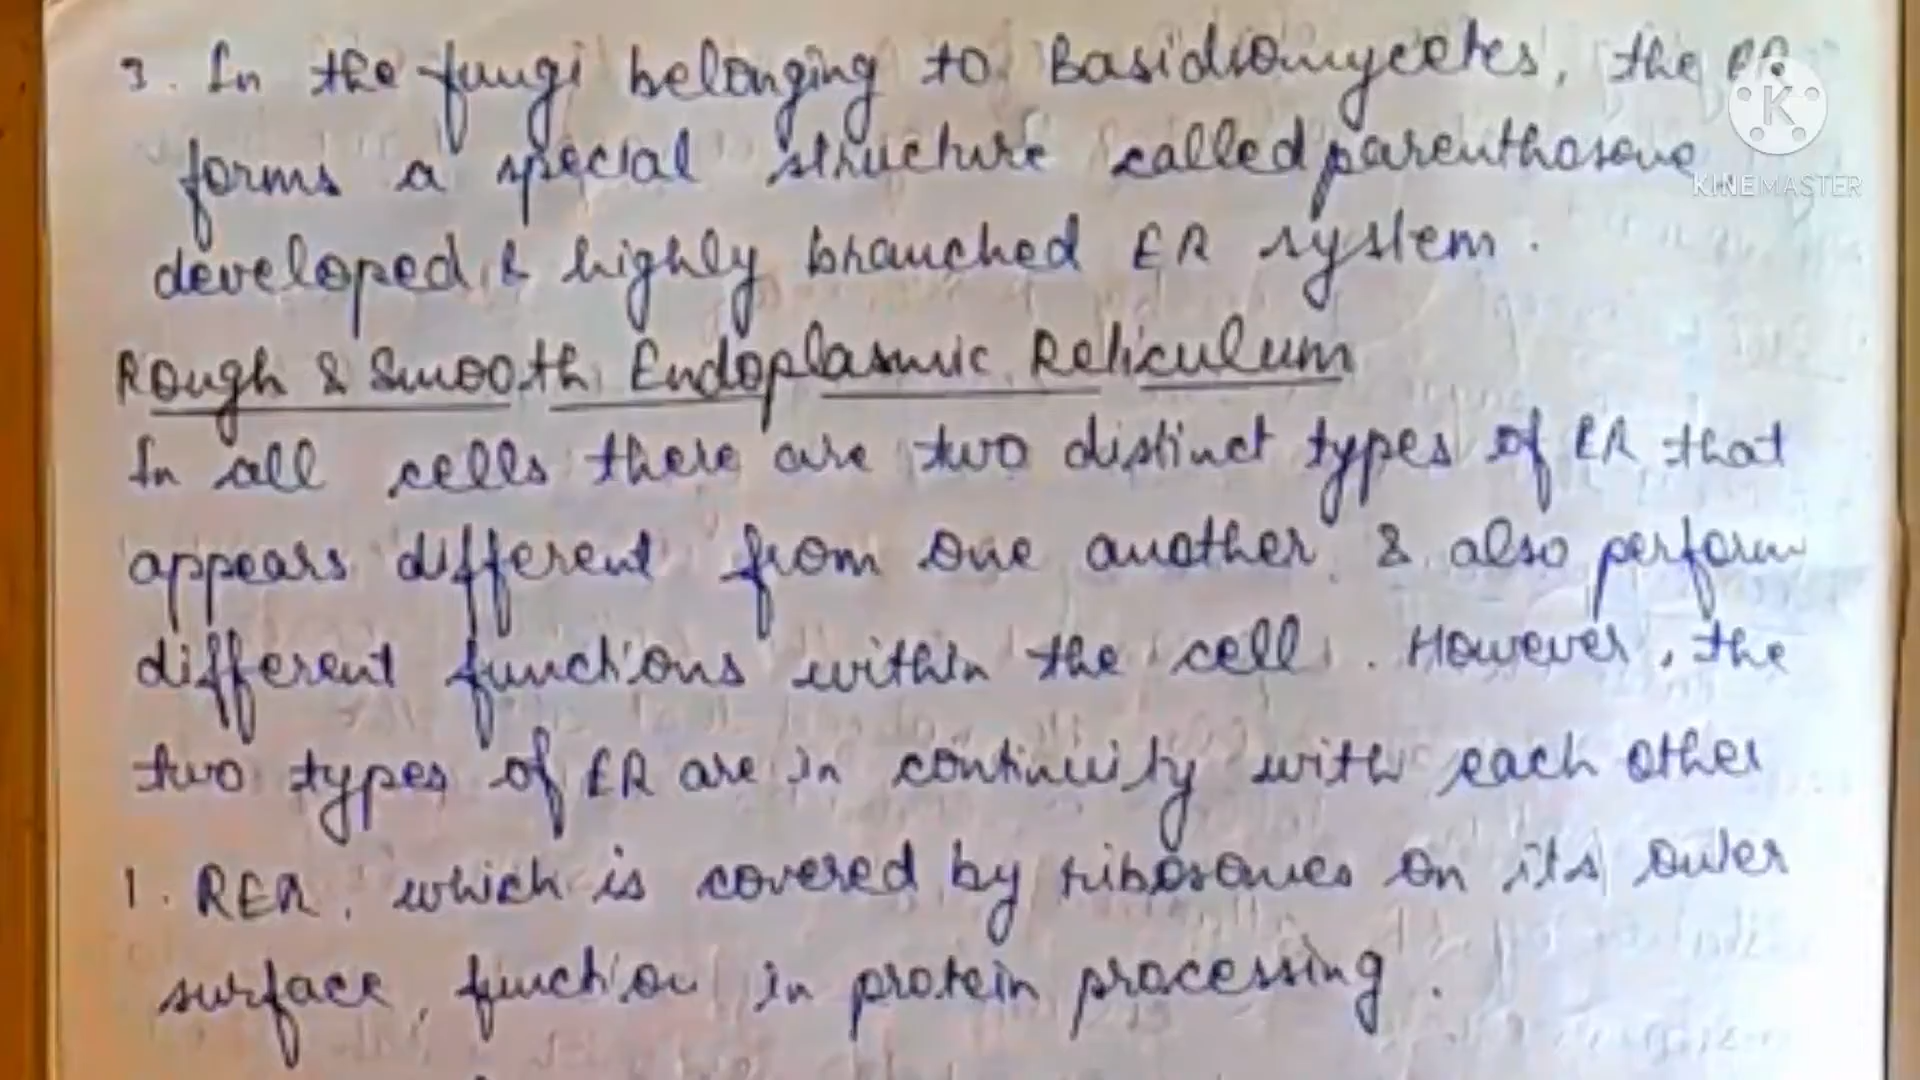 3. In the fungi belonging to Basidiomycetes, the ER
forms a special structure called parenthosome
developed & highly branched ER system.
Rough & Smooth Endoplasmic Reticulum
In all cells there are two distinct types of ER that
appears different from one another & also perform
different functions within the cell. However, the
two types of ER are in continuity with each other
1. RER, which is covered by ribosomes on its outer
surface, function in protein processing.
KINEMASTER